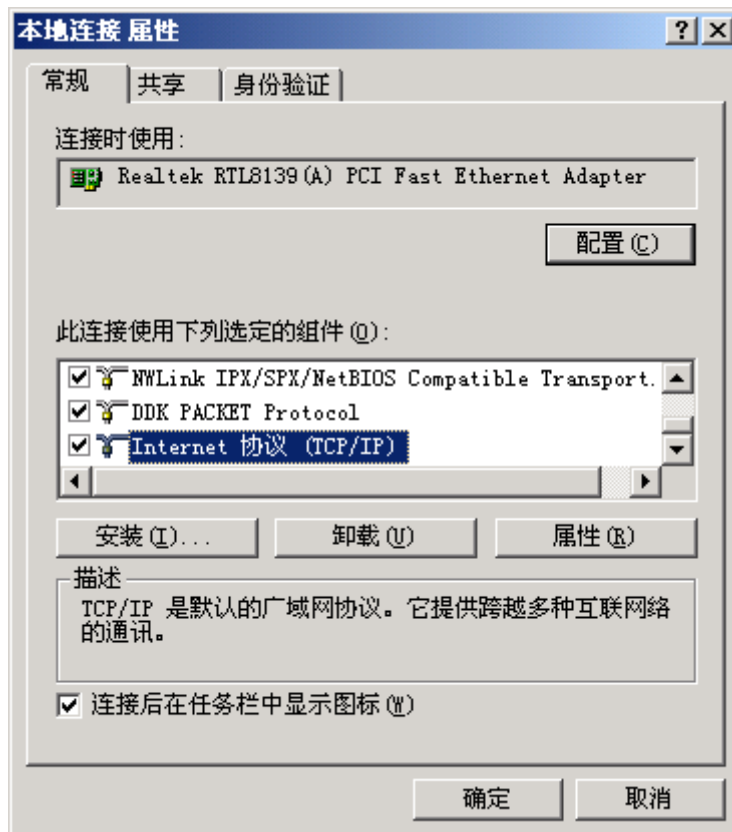 本地连接 属性
常规 共享 身份验证
连接时使用:
Realtek RTL8139(A) PCI Fast Ethernet Adapter
配置(C)
此连接使用下列选定的组件(O):
NWLink IPX/SPX/NetBIOS Compatible Transport.
DDK PACKET Protocol
Internet 协议 (TCP/IP)
安装(I)... 卸载(U) 属性(R)
描述
TCP/IP 是默认的广域网协议。它提供跨越多种互联网络
的通讯。
连接后在任务栏中显示图标(W)
确定 取消